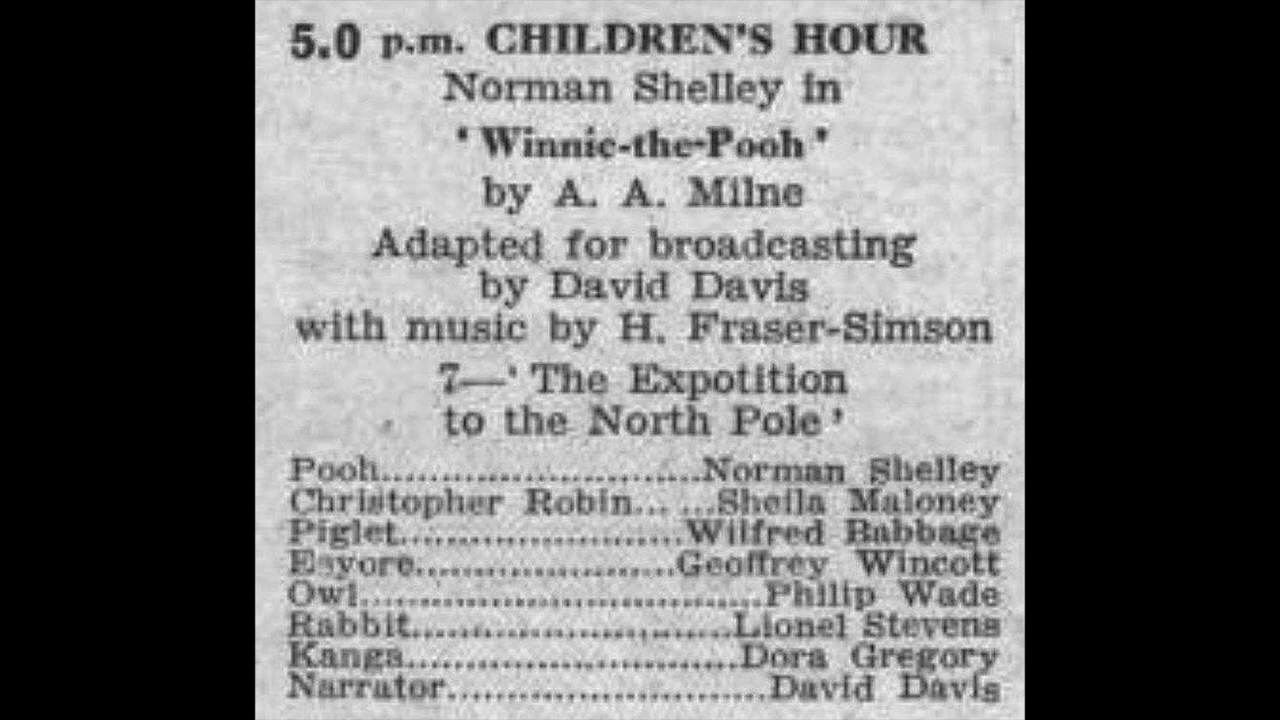 5.0 p.m. CHILDREN'S HOUR
Norman Shelley in
'Winnie-the-Pooh'
by A. A. Milne
Adapted for broadcasting
by David Davis
with music by H. Fraser-Simson
7—'The Expotition
to the North Pole'
Pooh..............................Norman Shelley
Christopher Robin... ...Sheila Maloney
Piglet..........................Wilfred Babbage
Eeyore........................Geoffrey Wincott
Owl.....................................Philip Wade
Rabbit.............................Lionel Stevens
Kanga..............................Dora Gregory
Narrator.............................David Davis